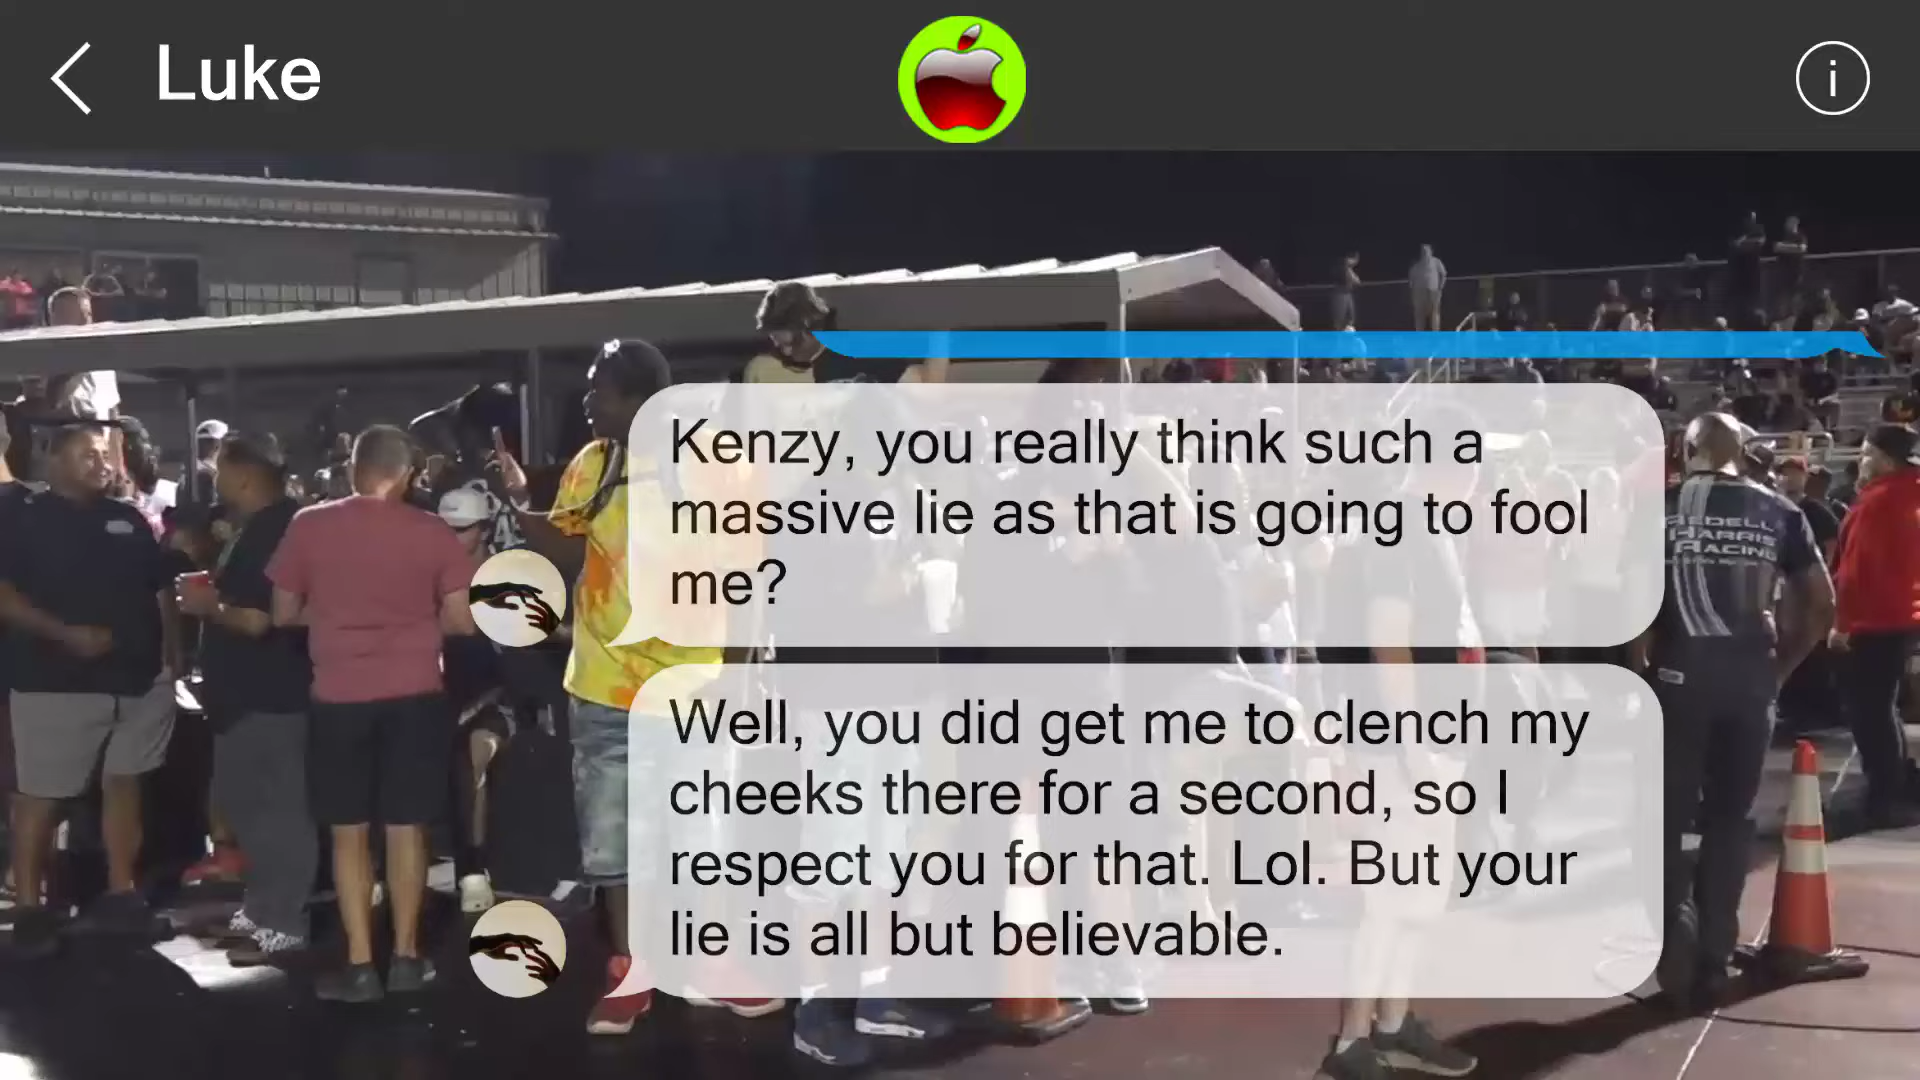 Luke
i
Kenzy, you really think such a
massive lie as that is going to fool
me?
HARRIS
RACING
Well, you did get me to clench my
cheeks there for a second, so I
respect you for that. Lol. But your
lie is all but believable.